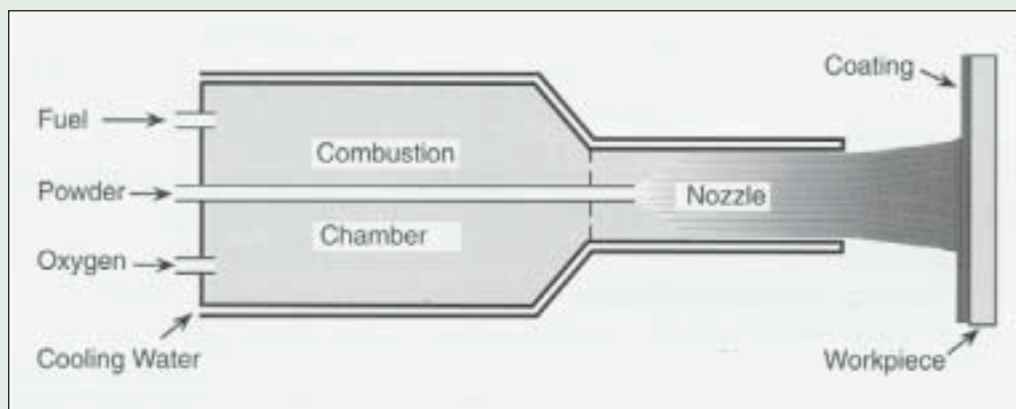 Coating
Fuel
Combustion
Powder
Nozzle
Chamber
Oxygen
Cooling Water
Workpiece